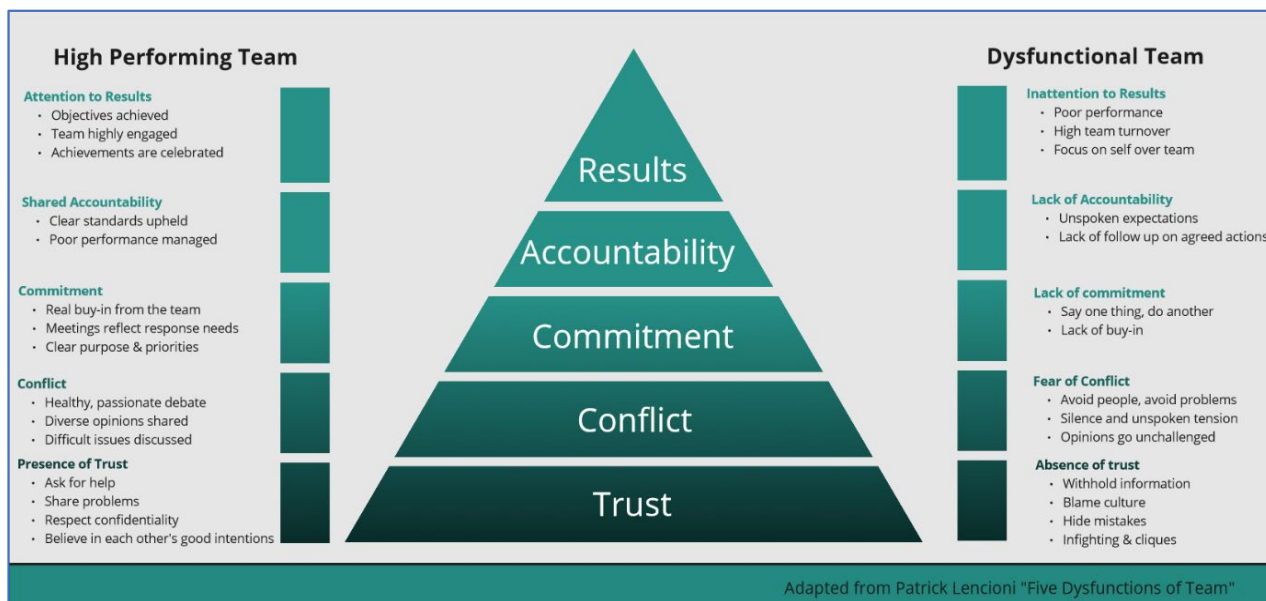 High Performing Team
Attention to Results
· Objectives achieved
· Team highly engaged
· Achievements are celebrated
Shared Accountability
· Clear standards upheld
· Poor performance managed
Commitment
· Real buy-in from the team
· Meetings reflect response needs
· Clear purpose & priorities
Conflict
· Healthy, passionate debate
· Diverse opinions shared
· Difficult issues discussed
Presence of Trust
· Ask for help
· Share problems
· Respect confidentiality
· Believe in each other's good intentions
Results
Accountability
Commitment
Conflict
Trust
Dysfunctional Team
Inattention to Results
· Poor performance
· High team turnover
· Focus on self over team
Lack of Accountability
· Unspoken expectations
· Lack of follow up on agreed actions
Lack of commitment
· Say one thing, do another
· Lack of buy-in
Fear of Conflict
· Avoid people, avoid problems
· Silence and unspoken tension
· Opinions go unchallenged
Absence of trust
· Withhold information
· Blame culture
· Hide mistakes
· Infighting & cliques
Adapted from Patrick Lencioni "Five Dysfunctions of Team"